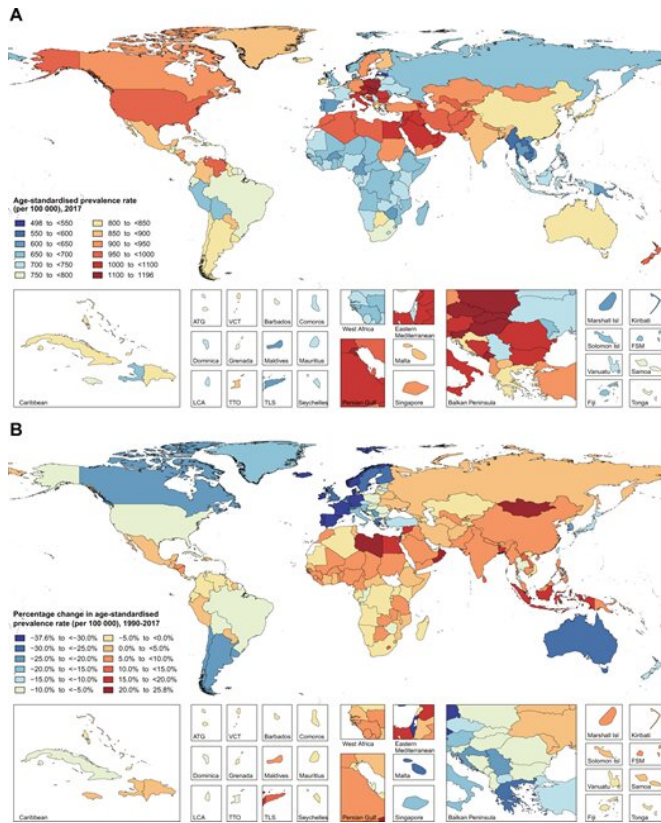 A
Age-standardised prevalence rate
(per 100 000), 2017
498 to <550
550 to <600
600 to <650
650 to <700
700 to <750
750 to <800
800 to <850
850 to <900
900 to <950
950 to <1000
1000 to <1100
1100 to 1196
Caribbean
ATG
VCT
Barbados
Comoros
Dominica
Grenada
Maldives
Mauritius
LCA
TTO
TLS
Seychelles
West Africa
Eastern
Mediterranean
Persian Gulf
Malta
Singapore
Balkan Peninsula
Marshall Isl
Kiribati
Solomon Isl
FSM
Vanuatu
Samoa
Fiji
Tonga
B
Percentage change in age-standardised
prevalence rate (per 100 000), 1990-2017
−37.6% to <−30.0%
−30.0% to <−25.0%
−25.0% to <−20.0%
−20.0% to <−15.0%
−15.0% to <−10.0%
−10.0% to <−5.0%
−5.0% to <0.0%
0.0% to <5.0%
5.0% to <10.0%
10.0% to <15.0%
15.0% to <20.0%
20.0% to 25.8%
Caribbean
ATG
VCT
Barbados
Comoros
Dominica
Grenada
Maldives
Mauritius
LCA
TTO
TLS
Seychelles
West Africa
Eastern
Mediterranean
Persian Gulf
Malta
Singapore
Balkan Peninsula
Marshall Isl
Kiribati
Solomon Isl
FSM
Vanuatu
Samoa
Fiji
Tonga